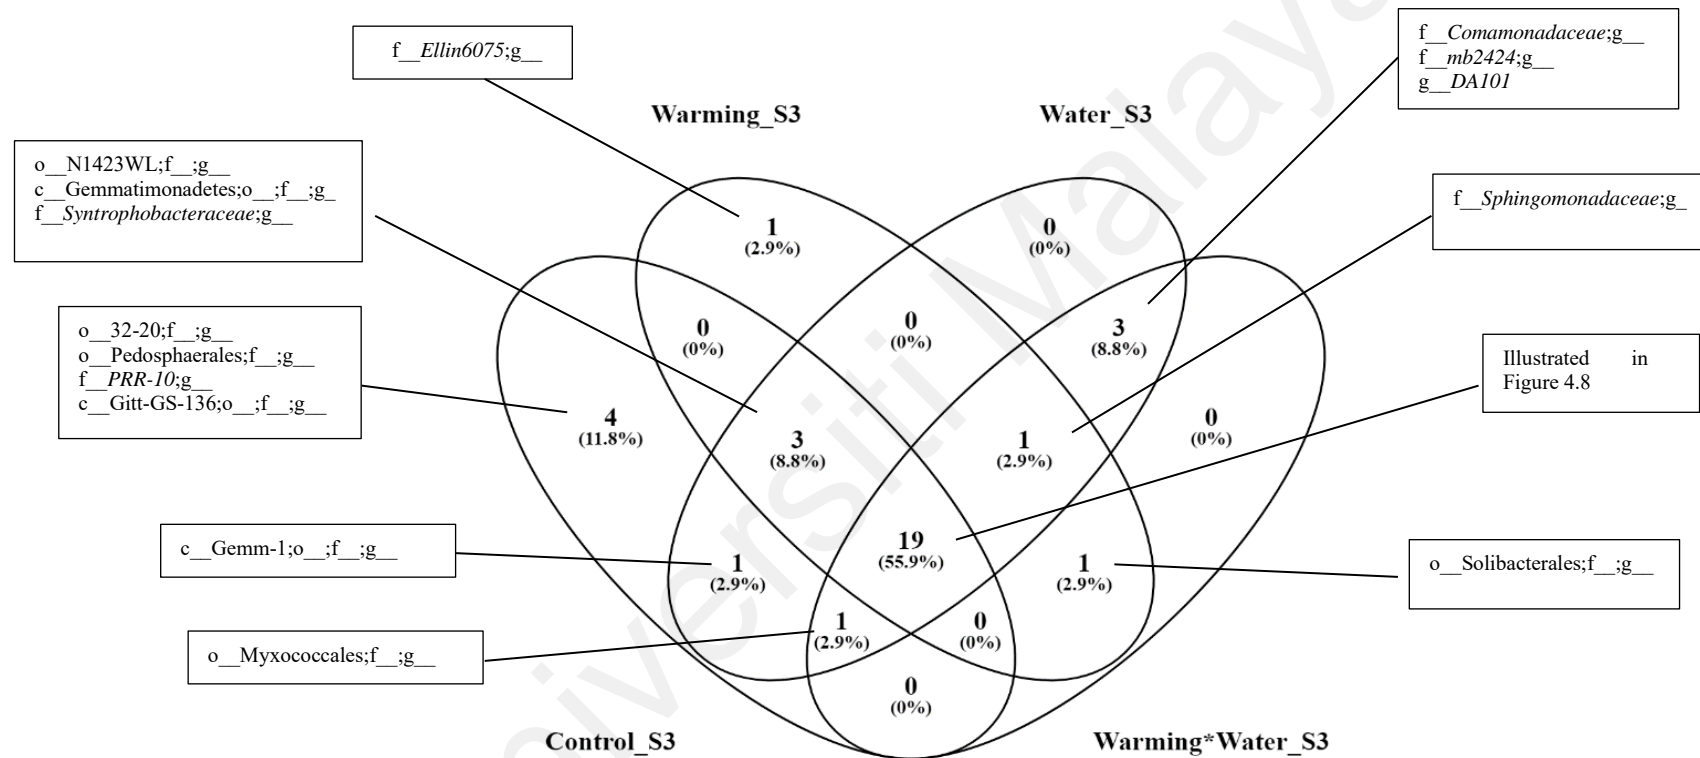 f__Ellin6075;g__
f__Comamonadaceae;g__
f__mb2424;g__
g__DA101
Warming_S3
Water_S3
o__N1423WL;f__;g__
c__Gemmatimonadetes;o__;f__;g_
f__Syntrophobacteraceae;g__
f__Sphingomonadaceae;g_
1
(2.9%)
0
(0%)
0
(0%)
0
(0%)
3
(8.8%)
o__32-20;f__;g__
o__Pedosphaerales;f__;g__
f__PRR-10;g__
c__Gitt-GS-136;o__;f__;g__
Illustrated in
Figure 4.8
4
(11.8%)
3
(8.8%)
1
(2.9%)
0
(0%)
19
(55.9%)
c__Gemm-1;o__;f__;g__
1
(2.9%)
1
(2.9%)
o__Solibacterales;f__;g__
o__Myxococcales;f__;g__
1
(2.9%)
0
(0%)
0
(0%)
Control_S3
Warming*Water_S3
niversiti Malaya